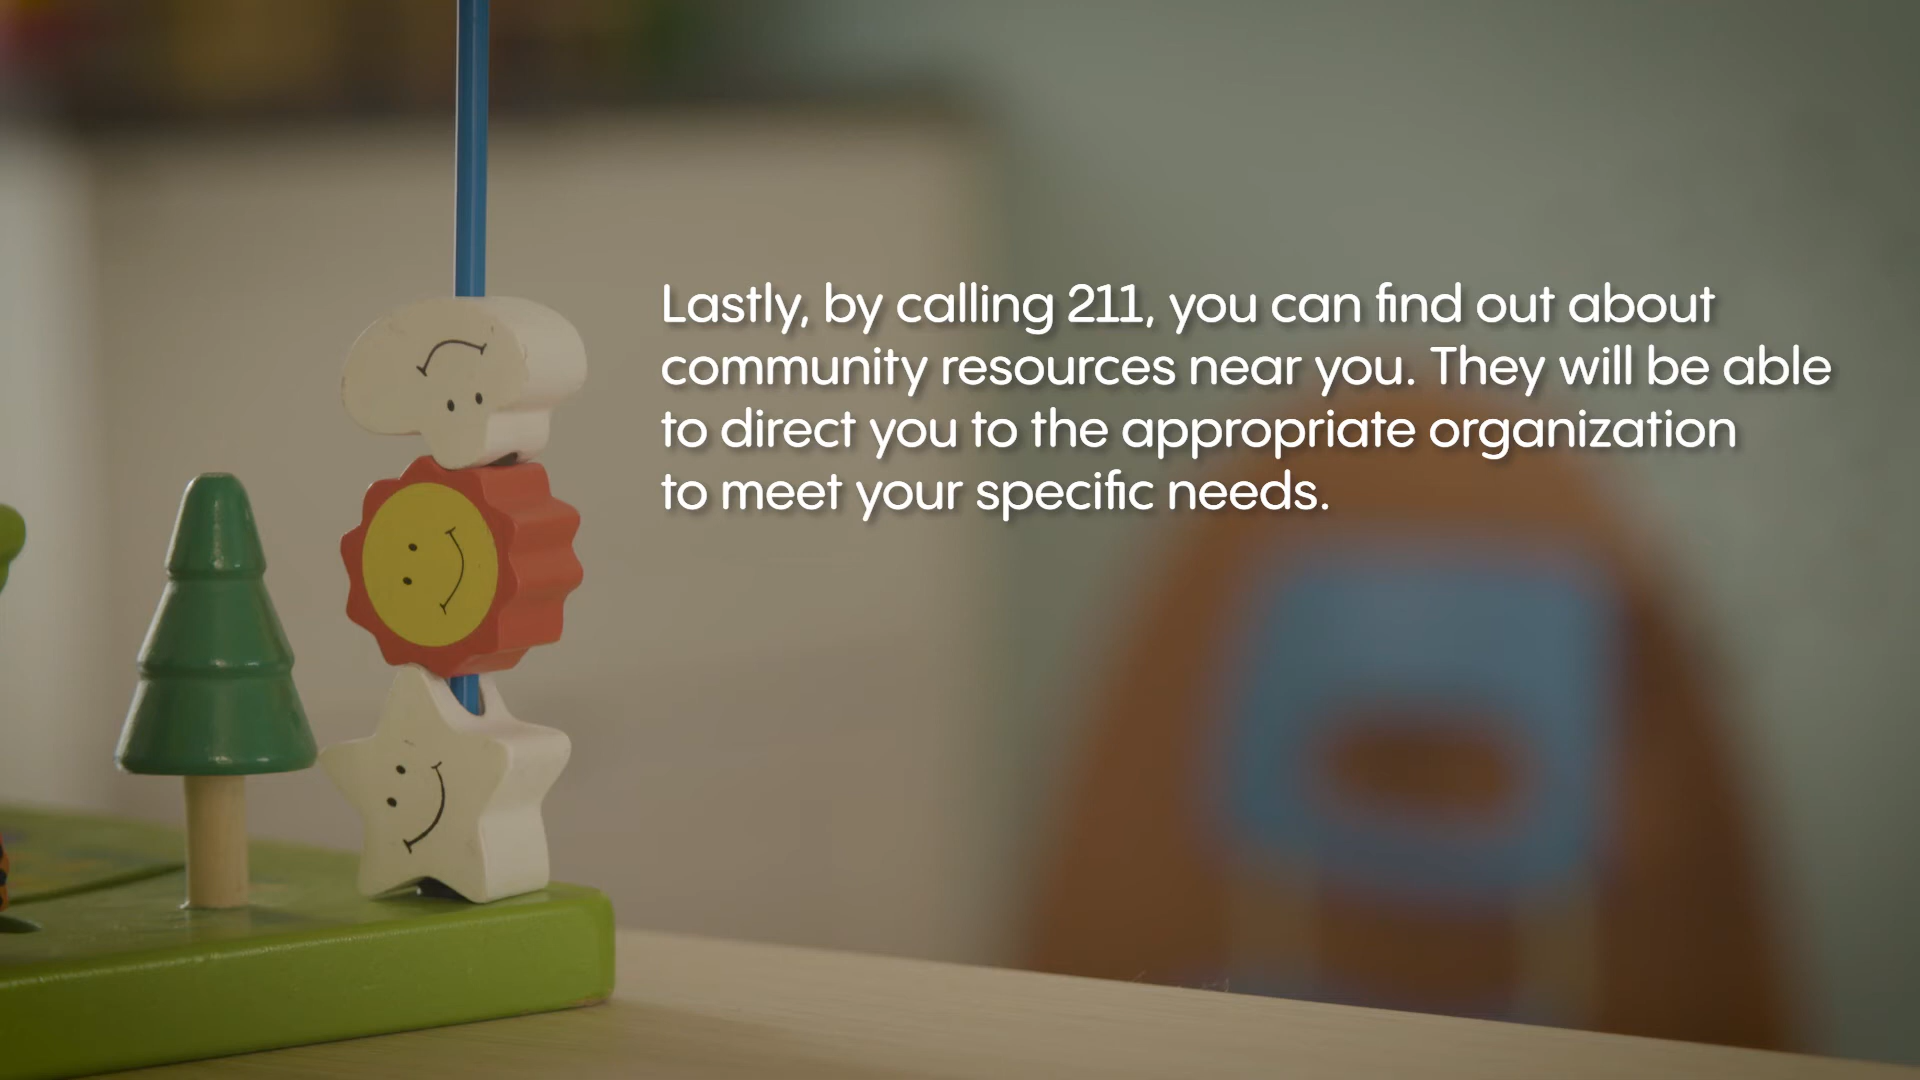 Lastly, by calling 211, you can find out about
community resources near you. They will be able
to direct you to the appropriate organization
to meet your specific needs.